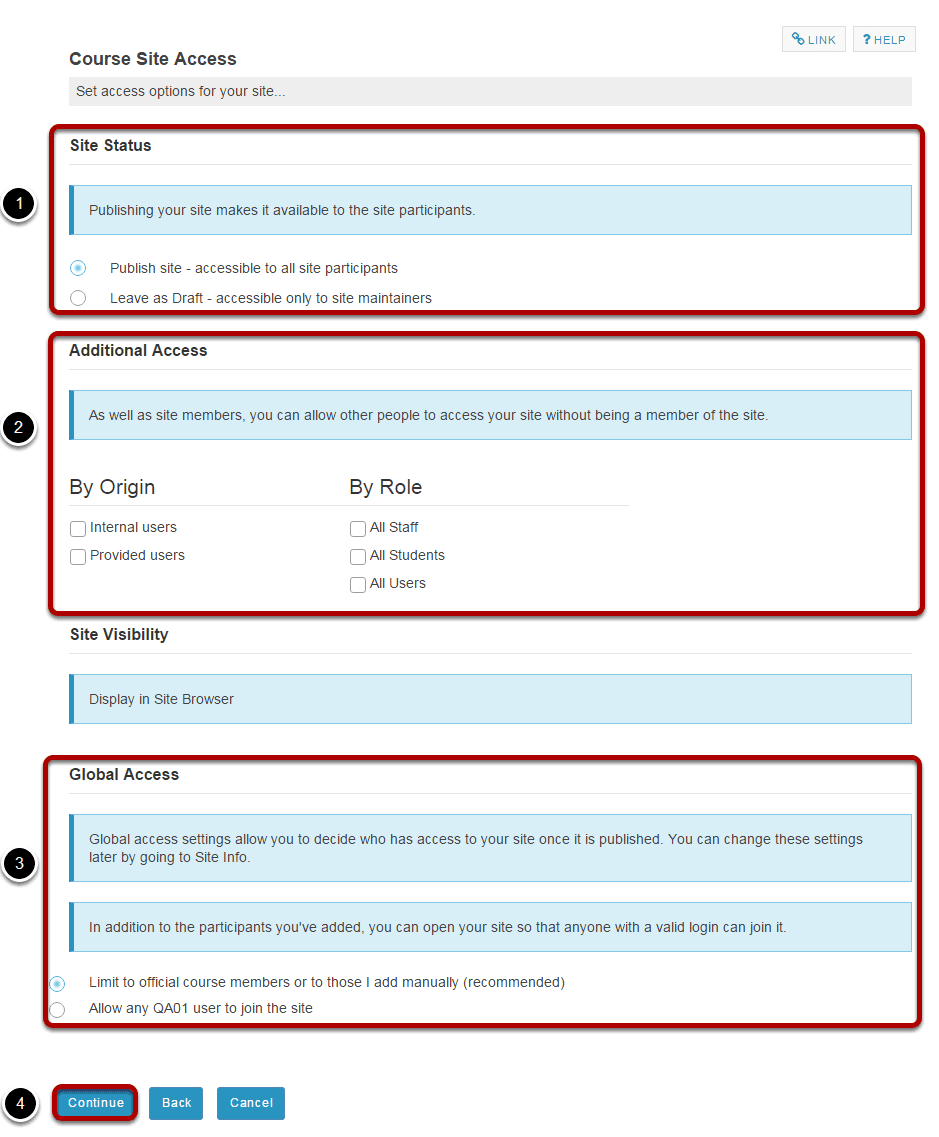 LINK
? HELP
Course Site Access
Set access options for your site...
Site Status
1
Publishing your site makes it available to the site participants.
Publish site - accessible to all site participants
Leave as Draft - accessible only to site maintainers
Additional Access
2
As well as site members, you can allow other people to access your site without being a member of the site.
By Origin
By Role
Internal users
All Staff
Provided users
All Students
All Users
Site Visibility
Display in Site Browser
Global Access
3
Global access settings allow you to decide who has access to your site once it is published. You can change these settings
later by going to Site Info.
In addition to the participants you've added, you can open your site so that anyone with a valid login can join it.
Limit to official course members or to those I add manually (recommended)
Allow any QA01 user to join the site
4
Continue
Back
Cancel